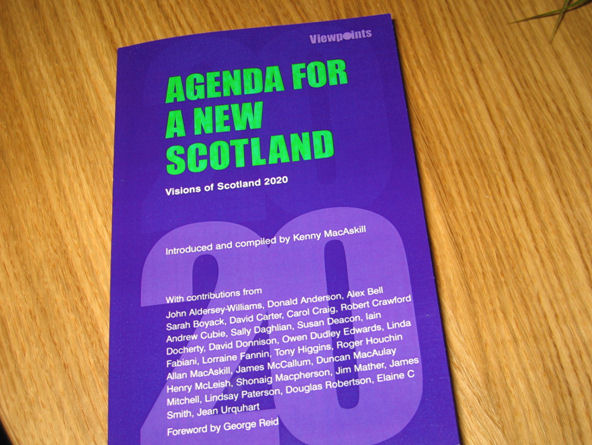 Viewpoints
AGENDA FOR
A NEW
SCOTLAND
Visions of Scotland 2020
20
Introduced and compiled by Kenny MacAskill
With contributions from
John Aldersey-Williams, Donald Anderson, Alex Bell
Sarah Boyack, David Carter, Carol Craig, Robert Crawford
Andrew Cubie, Sally Daghlian, Susan Deacon, Iain
Docherty, David Donnison, Owen Dudley Edwards, Linda
Fabiani, Lorraine Fannin, Tony Higgins, Roger Houchin
Allan MacAskill, James McCallum, Duncan MacAulay
Henry McLeish, Shonaig Macpherson, Jim Mather, James
Mitchell, Lindsay Paterson, Douglas Robertson, Elaine C
Smith, Jean Urquhart
Foreword by George Reid
20